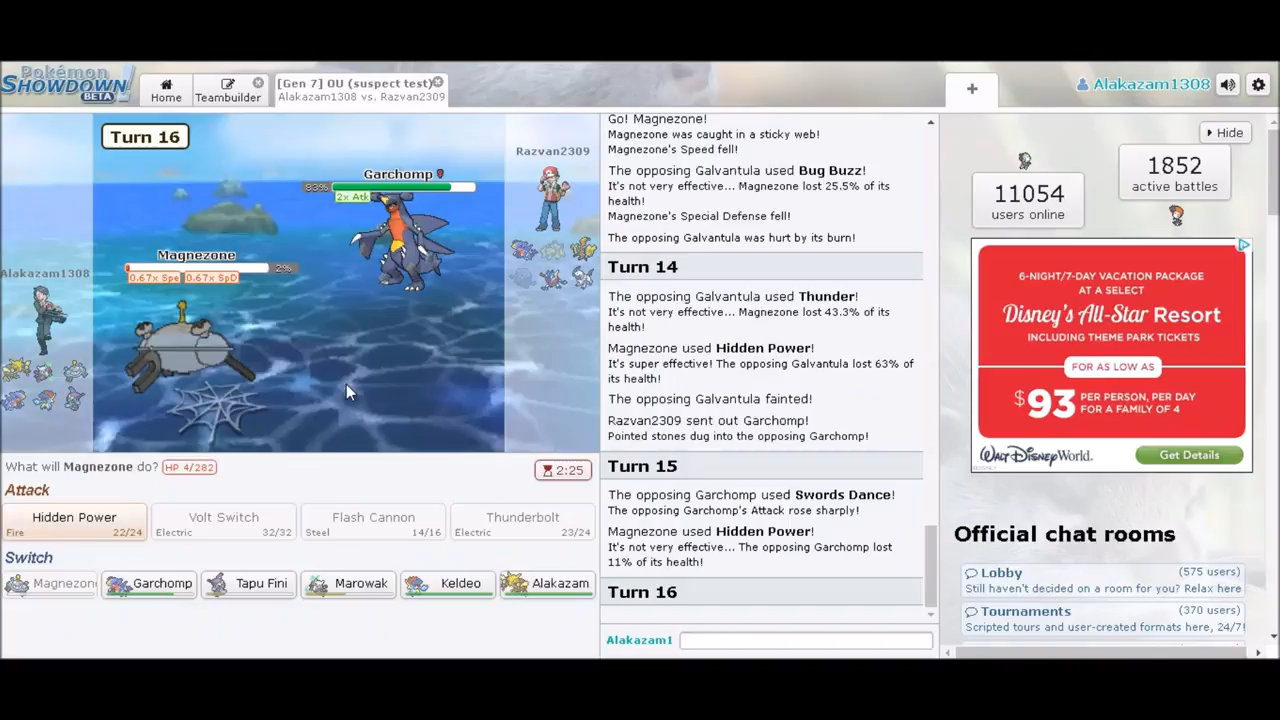 Pokémon
SHOWDOWN!
BETA
Home
Teambuilder
[Gen 7] OU (suspect test)
Alakazam1308 vs. Razvan2309
+
Alakazam1308
Turn 16
Razvan2309
Garchomp
83%
2x Atk
Magnezone
2%
0.67x Spe 0.67x SpD
Alakazam1308
What will Magnezone do? HP 4/282
2:25
Attack
Hidden Power
Fire 22/24
Volt Switch
Electric 32/32
Flash Cannon
Steel 14/16
Thunderbolt
Electric 23/24
Switch
Magnezone
Garchomp
Tapu Fini
Marowak
Keldeo
Alakazam
Go! Magnezone!
Magnezone was caught in a sticky web!
Magnezone's Speed fell!
The opposing Galvantula used Bug Buzz!
It's not very effective... Magnezone lost 25.5% of its
health!
Magnezone's Special Defense fell!
The opposing Galvantula was hurt by its burn!
Turn 14
The opposing Galvantula used Thunder!
It's not very effective... Magnezone lost 43.3% of its
health!
Magnezone used Hidden Power!
It's super effective! The opposing Galvantula lost 63% of
its health!
The opposing Galvantula fainted!
Razvan2309 sent out Garchomp!
Pointed stones dug into the opposing Garchomp!
Turn 15
The opposing Garchomp used Swords Dance!
The opposing Garchomp's Attack rose sharply!
Magnezone used Hidden Power!
It's not very effective... The opposing Garchomp lost
11% of its health!
Turn 16
Alakazam1
Hide
11054
users online
1852
active battles
6-NIGHT/7-DAY VACATION PACKAGE
AT A SELECT
Disney's All-Star Resort
INCLUDING THEME PARK TICKETS
FOR AS LOW AS
$93 PER PERSON, PER DAY
FOR A FAMILY OF 4
Walt Disney World.
Get Details
Official chat rooms
Lobby (575 users)
Still haven't decided on a room for you? Relax here
Tournaments (370 users)
Scripted tours and user-created formats here, 24/7!